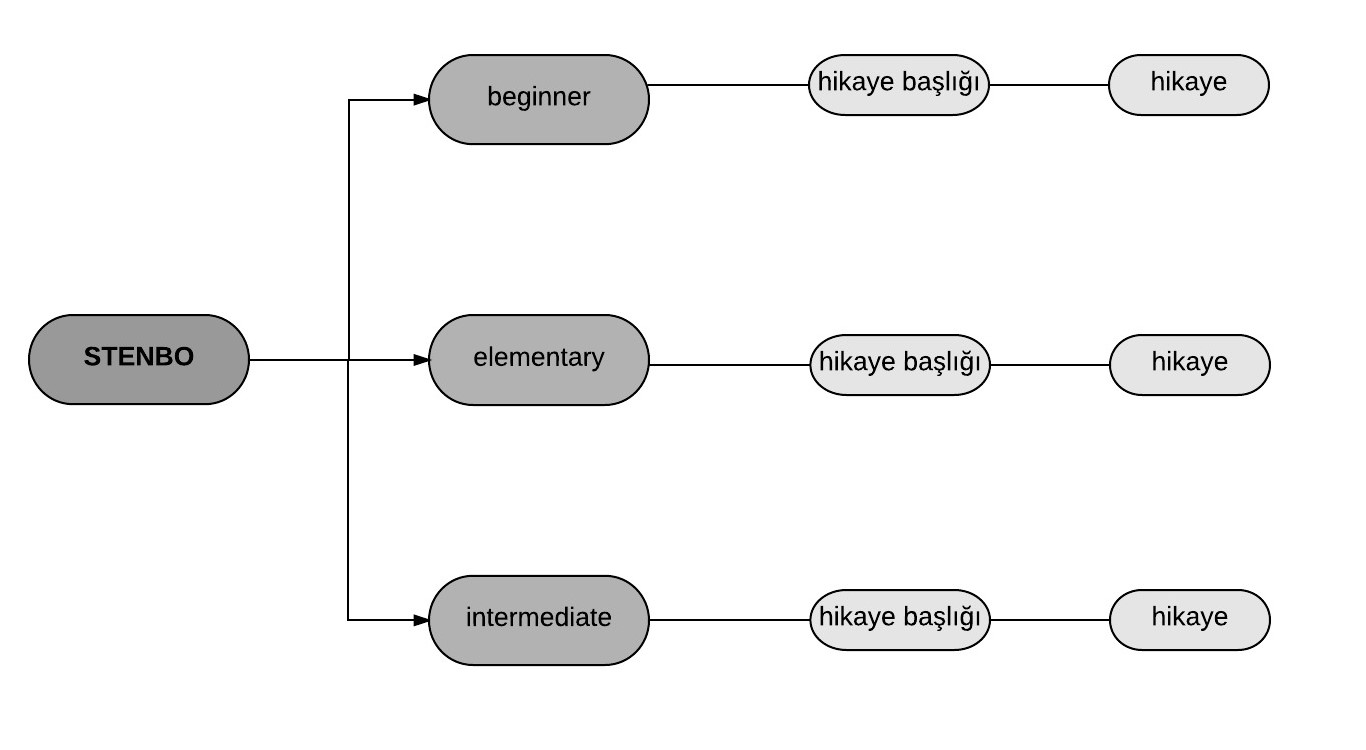 beginner
hikaye başlığı
hikaye
STENBO
elementary
hikaye başlığı
hikaye
intermediate
hikaye başlığı
hikaye